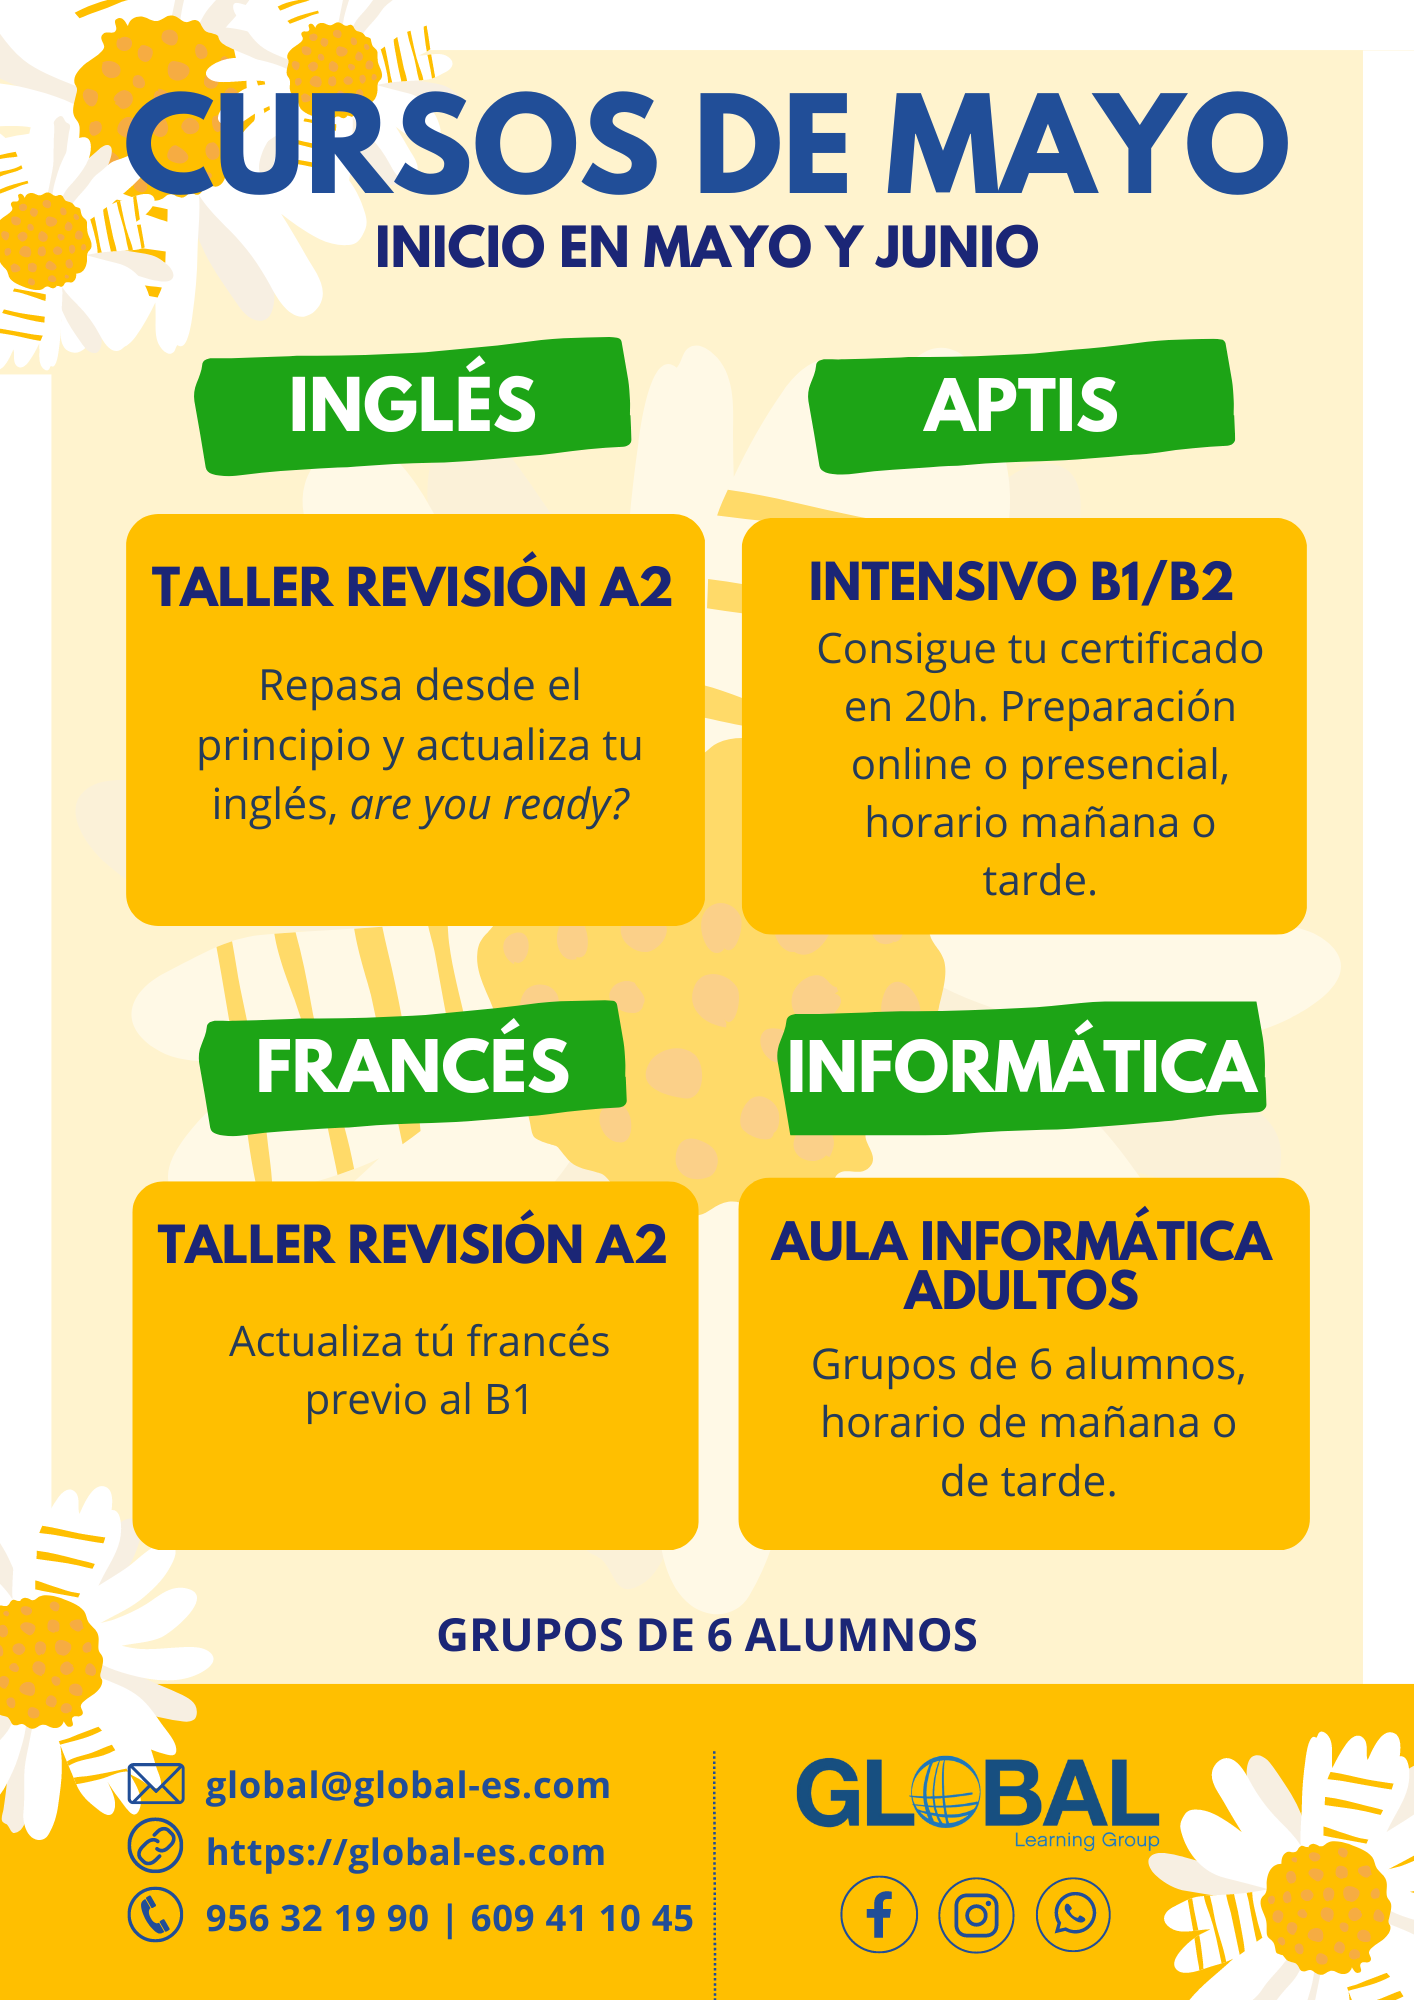 CURSOS DE MAYO
INICIO EN MAYO Y JUNIO
INGLÉS
TALLER REVISIÓN A2
Repasa desde el
principio y actualiza tu
inglés, are you ready?
APTIS
INTENSIVO B1/B2
Consigue tu certificado
en 20h. Preparación
online o presencial,
horario mañana o
tarde.
FRANCÉS
TALLER REVISIÓN A2
Actualiza tú francés
previo al B1
INFORMÁTICA
AULA INFORMÁTICA
ADULTOS
Grupos de 6 alumnos,
horario de mañana o
de tarde.
GRUPOS DE 6 ALUMNOS
global@global-es.com
https://global-es.com
956 32 19 90 | 609 41 10 45
GLOBAL
Learning Group